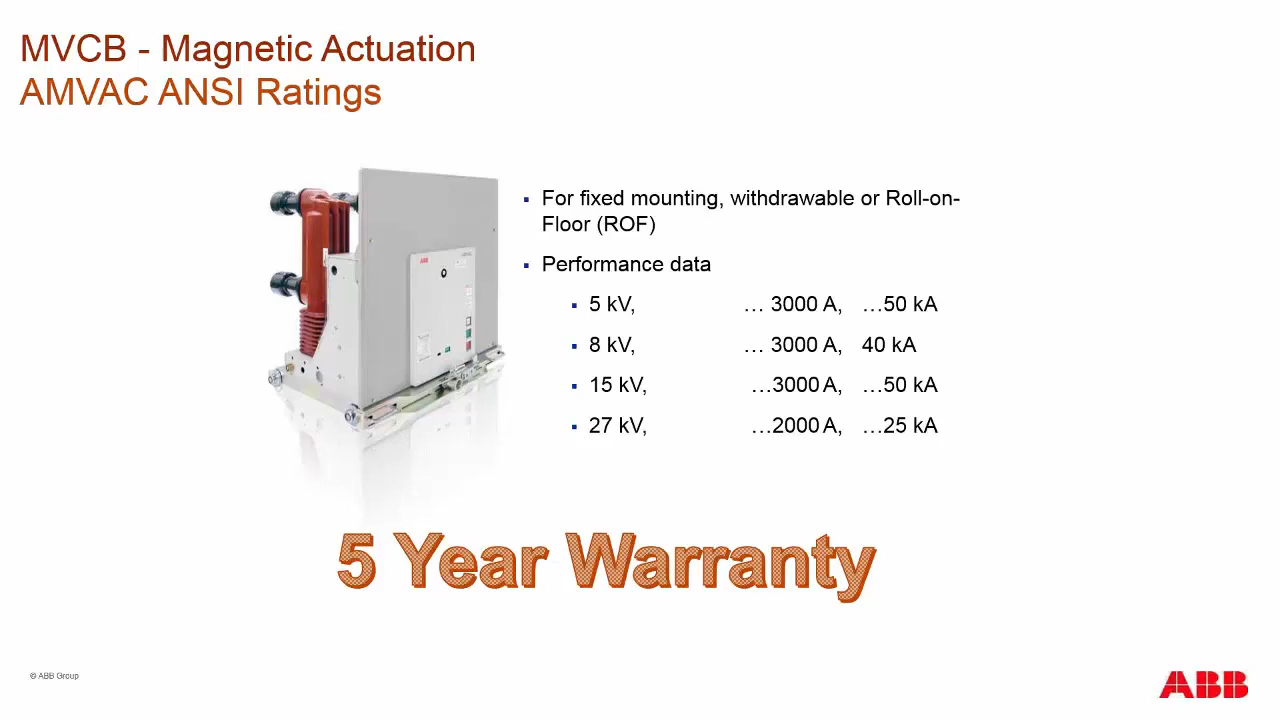 MVCB - Magnetic Actuation
AMVAC ANSI Ratings
▪ For fixed mounting, withdrawable or Roll-on-
Floor (ROF)
▪ Performance data
▪ 5 kV, … 3000 A, …50 kA
▪ 8 kV, … 3000 A, 40 kA
▪ 15 kV, …3000 A, …50 kA
▪ 27 kV, …2000 A, …25 kA
ABB
5 Year Warranty
© ABB Group
ABB